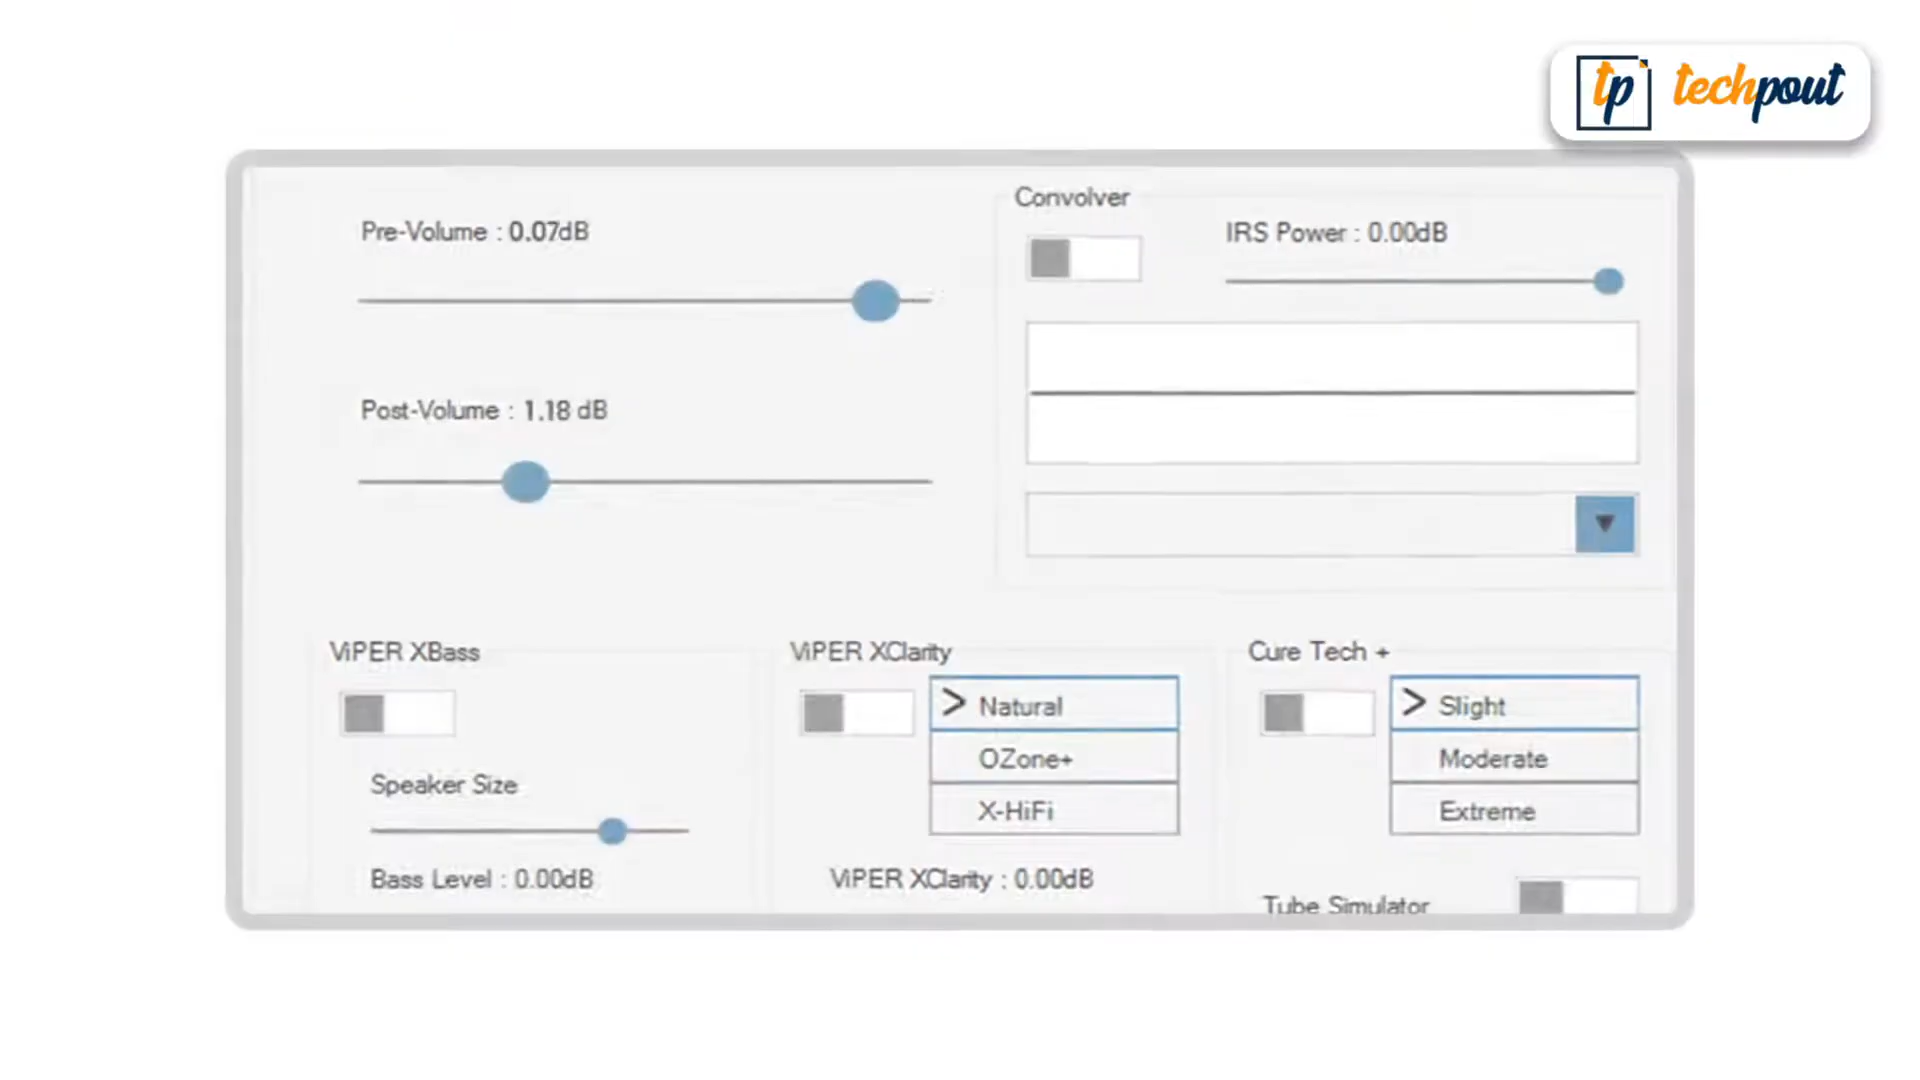 tp techpout
Convolver
Pre-Volume : 0.07dB
IRS Power : 0.00dB
Post-Volume : 1.18 dB
ViPER XBass
ViPER XClarity
Cure Tech +
> Natural
> Slight
OZone+
Moderate
Speaker Size
X-HiFi
Extreme
Bass Level : 0.00dB
ViPER XClarity : 0.00dB
Tube Simulator